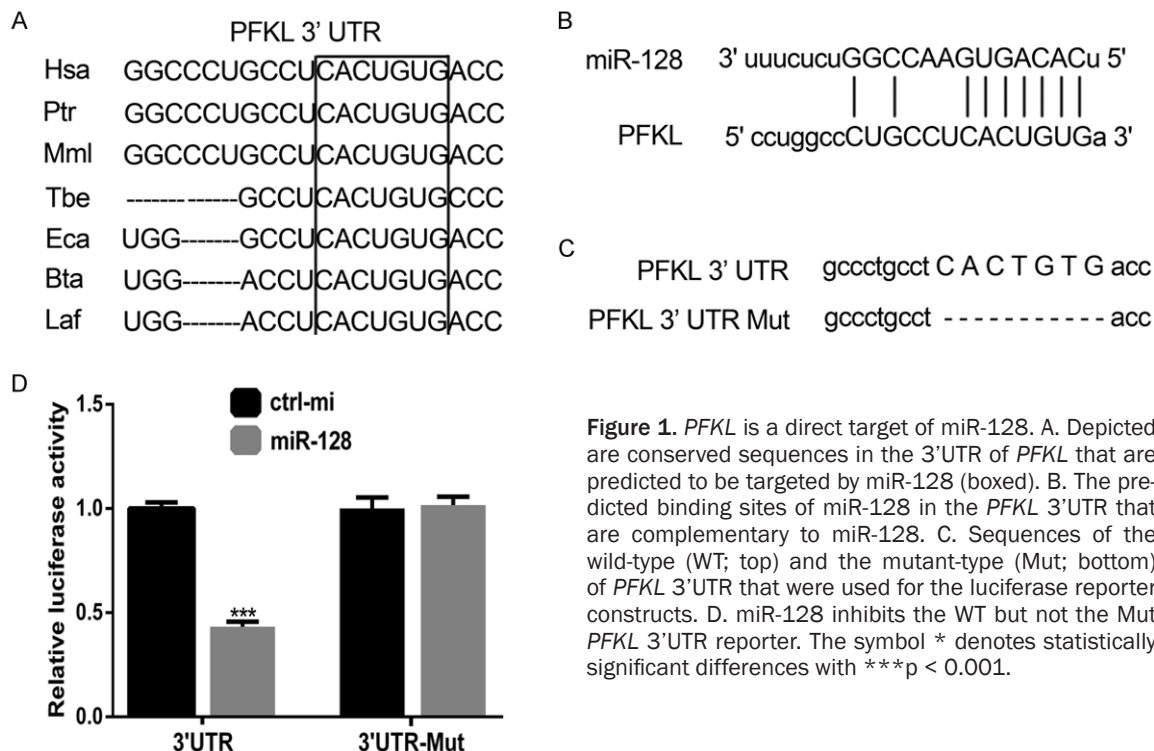 A
PFKL 3' UTR
Hsa GGCCCUGCCUCACUGUGACC
Ptr GGCCCUGCCUCACUGUGACC
Mml GGCCCUGCCUCACUGUGACC
Tbe -------------GCCUCACUGUGCCC
Eca UGG-------GCCUCACUGUGACC
Bta UGG-------ACCUCACUGUGACC
Laf UGG-------ACCUCACUGUGACC
B
miR-128 3' uuucucuGGCCAAGUGACACu 5'
PFKL 5' ccuggccCUGCCUCACUGUGa 3'
C
PFKL 3' UTR gccctgcct C A C T G T G acc
PFKL 3' UTR Mut gccctgcct - - - - - - - - - - - acc
D
Relative luciferase activity
1.5
1.0
0.5
0
ctrl-mi
miR-128
***
3'UTR 3'UTR-Mut
Figure 1. PFKL is a direct target of miR-128. A. Depicted
are conserved sequences in the 3'UTR of PFKL that are
predicted to be targeted by miR-128 (boxed). B. The pre-
dicted binding sites of miR-128 in the PFKL 3'UTR that
are complementary to miR-128. C. Sequences of the
wild-type (WT; top) and the mutant-type (Mut; bottom)
of PFKL 3'UTR that were used for the luciferase reporter
constructs. D. miR-128 inhibits the WT but not the Mut
PFKL 3'UTR reporter. The symbol * denotes statistically
significant differences with ***p < 0.001.